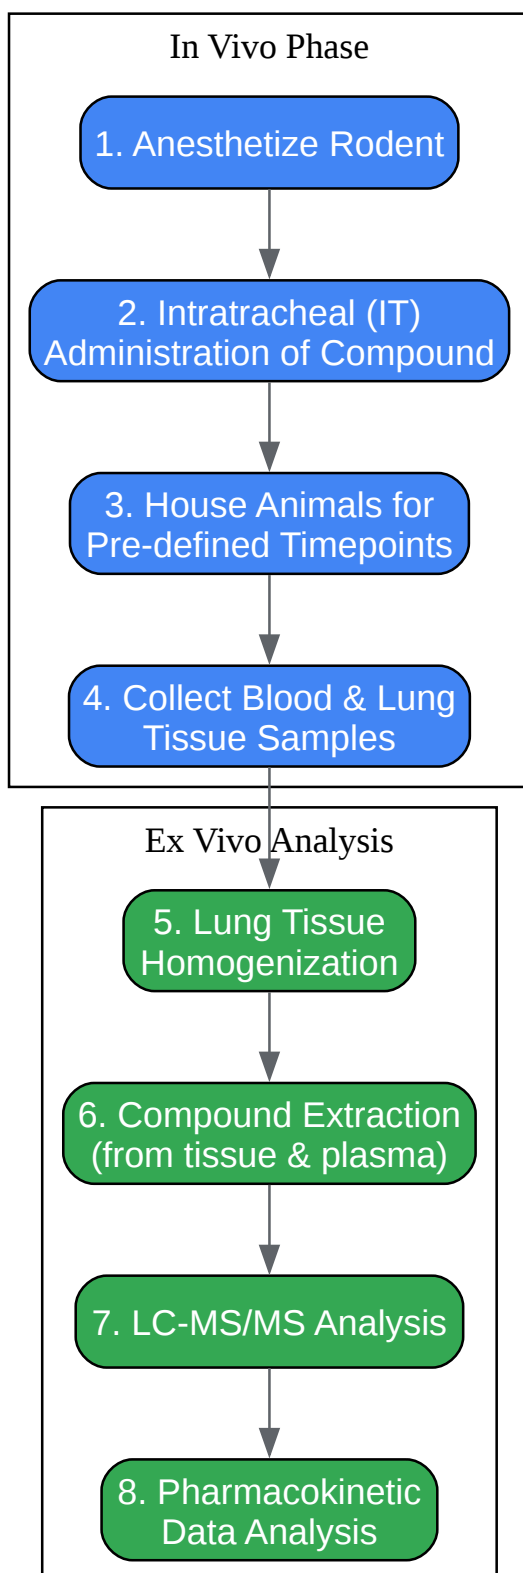 In Vivo Phase
1. Anesthetize Rodent
2. Intratracheal (IT)
Administration of Compound
3. House Animals for
Pre-defined Timepoints
4. Collect Blood & Lung
Tissue Samples
Ex Vivo Analysis
5. Lung Tissue
Homogenization
6. Compound Extraction
(from tissue & plasma)
7. LC-MS/MS Analysis
8. Pharmacokinetic
Data Analysis